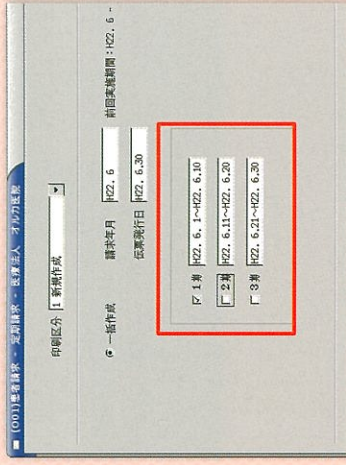 (O01)患者請求 - 定期請求 - 医療法人 オルカ医院
印刷区分 1 新規作成
一括作成 請求年月 H22. 6 前回実施期間:H22. 6 -
伝票発行日 H22. 6.30
1期 H22. 6. 1~H22. 6.10
2期 H22. 6.11~H22. 6.20
3期 H22. 6.21~H22. 6.30